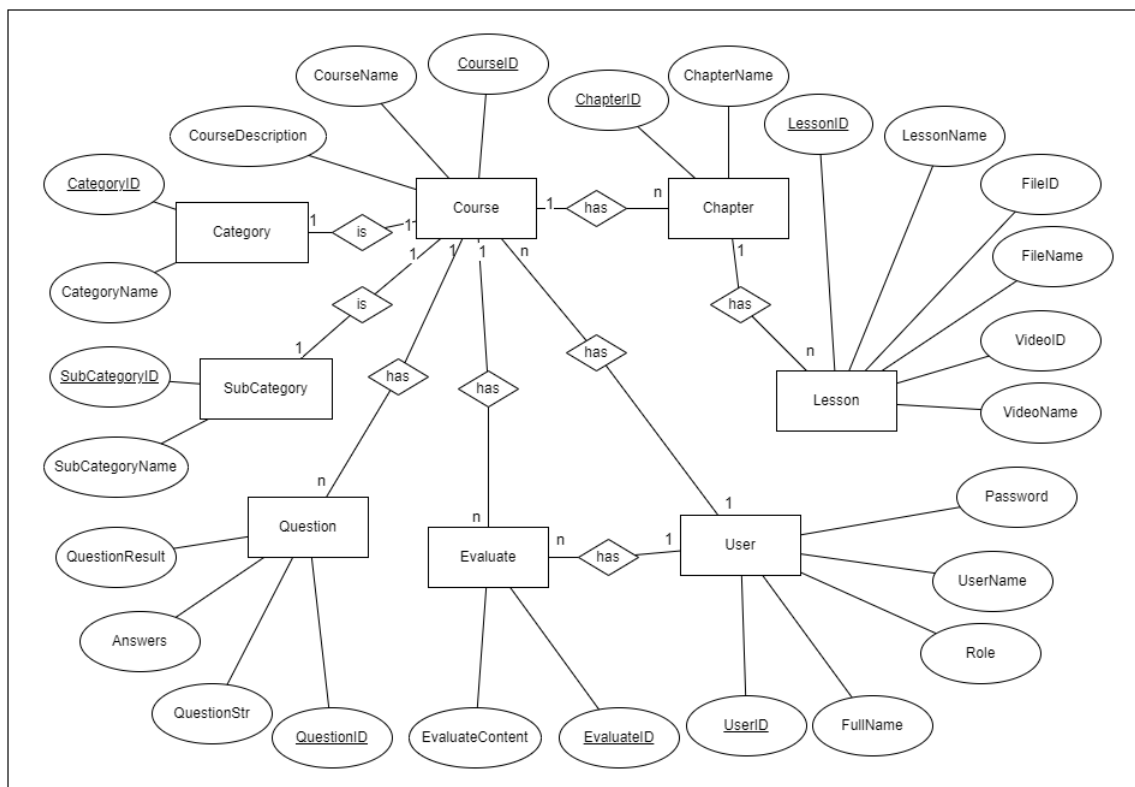 CourseName
CourseID
ChapterName
ChapterID
LessonID
LessonName
CourseDescription
CategoryID
FileID
Category
1
is
1
Course
1
has
n
Chapter
CategoryName
1
1
1
n
1
FileName
is
has
1
n
has
VideoID
SubCategoryID
SubCategory
has
has
Lesson
VideoName
SubCategoryName
n
Password
Question
n
1
QuestionResult
Evaluate
n
has
1
User
UserName
Answers
Role
QuestionStr
QuestionID
EvaluateContent
EvaluateID
UserID
FullName